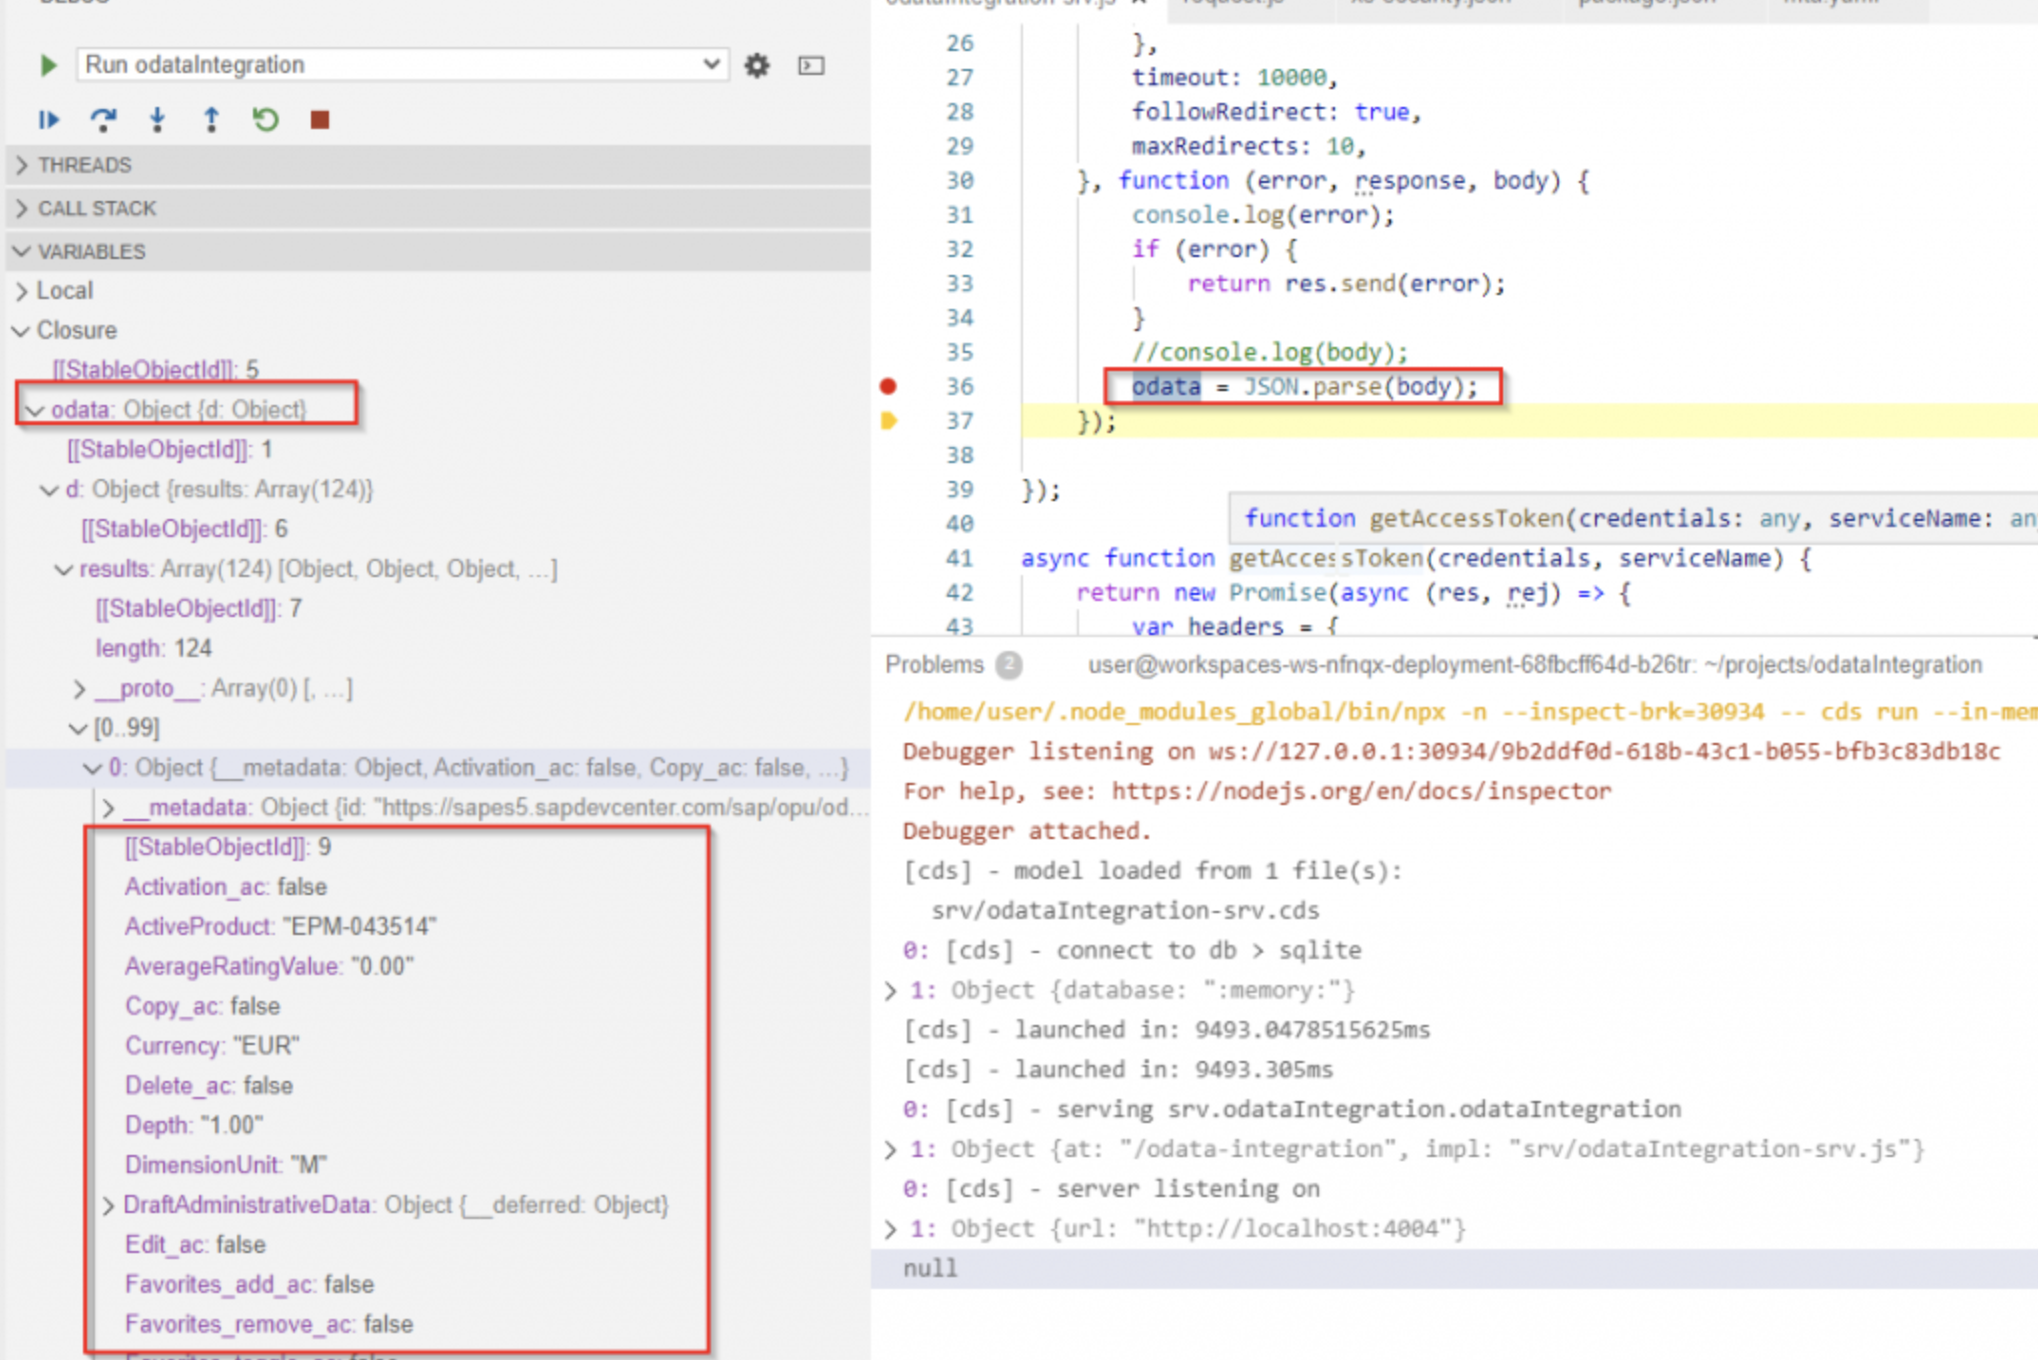 DEBUG
Run odataIntegration
THREADS
CALL STACK
VARIABLES
Local
Closure
[[StableObjectId]]: 5
odata: Object {d: Object}
[[StableObjectId]]: 1
d: Object {results: Array(124)}
[[StableObjectId]]: 6
results: Array(124) [Object, Object, Object, ...]
[[StableObjectId]]: 7
length: 124
__proto__: Array(0) [, ...]
[0..99]
0: Object {__metadata: Object, Activation_ac: false, Copy_ac: false, ...}
__metadata: Object {id: "https://sapes5.sapdevcenter.com/sap/opu/od...
[[StableObjectId]]: 9
Activation_ac: false
ActiveProduct: "EPM-043514"
AverageRatingValue: "0.00"
Copy_ac: false
Currency: "EUR"
Delete_ac: false
Depth: "1.00"
DimensionUnit: "M"
DraftAdministrativeData: Object {__deferred: Object}
Edit_ac: false
Favorites_add_ac: false
Favorites_remove_ac: false
odataIntegration-srv.js request.js xs-security.json package.json mta.yaml
26 },
27 timeout: 10000,
28 followRedirect: true,
29 maxRedirects: 10,
30 }, function (error, response, body) {
31 console.log(error);
32 if (error) {
33 return res.send(error);
34 }
35 //console.log(body);
36 odata = JSON.parse(body);
37 });
38
39 });
function getAccessToken(credentials: any, serviceName: an
40
41 async function getAccessToken(credentials, serviceName) {
42 return new Promise(async (res, rej) => {
43 var headers = {
Problems 2 user@workspaces-ws-nfnqx-deployment-68fbcff64d-b26tr: ~/projects/odataIntegration
/home/user/.node_modules_global/bin/npx -n --inspect-brk=30934 -- cds run --in-mem
Debugger listening on ws://127.0.0.1:30934/9b2ddf0d-618b-43c1-b055-bfb3c83db18c
For help, see: https://nodejs.org/en/docs/inspector
Debugger attached.
[cds] - model loaded from 1 file(s):
srv/odataIntegration-srv.cds
0: [cds] - connect to db > sqlite
1: Object {database: ":memory:"}
[cds] - launched in: 9493.0478515625ms
[cds] - launched in: 9493.305ms
0: [cds] - serving srv.odataIntegration.odataIntegration
1: Object {at: "/odata-integration", impl: "srv/odataIntegration-srv.js"}
0: [cds] - server listening on
1: Object {url: "http://localhost:4004"}
null